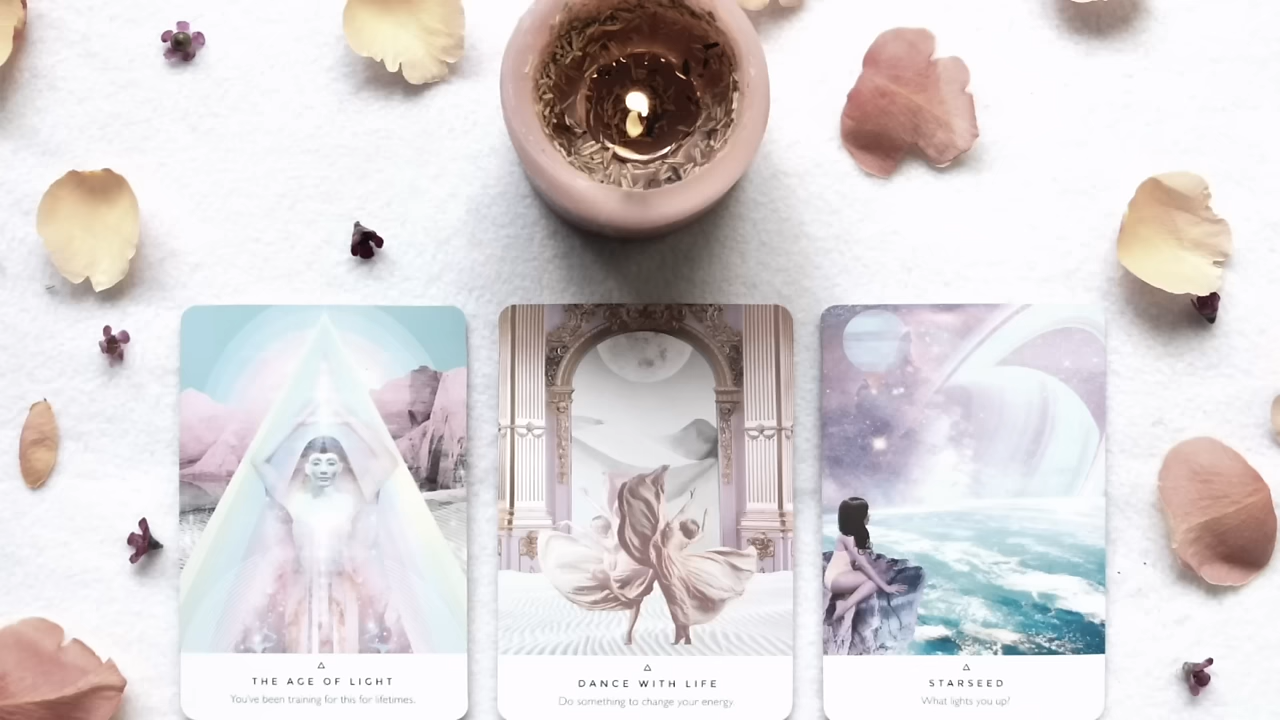 THE AGE OF LIGHT
You've been training for this for lifetimes.
DANCE WITH LIFE
Do something to change your energy.
STARSEED
What lights you up?